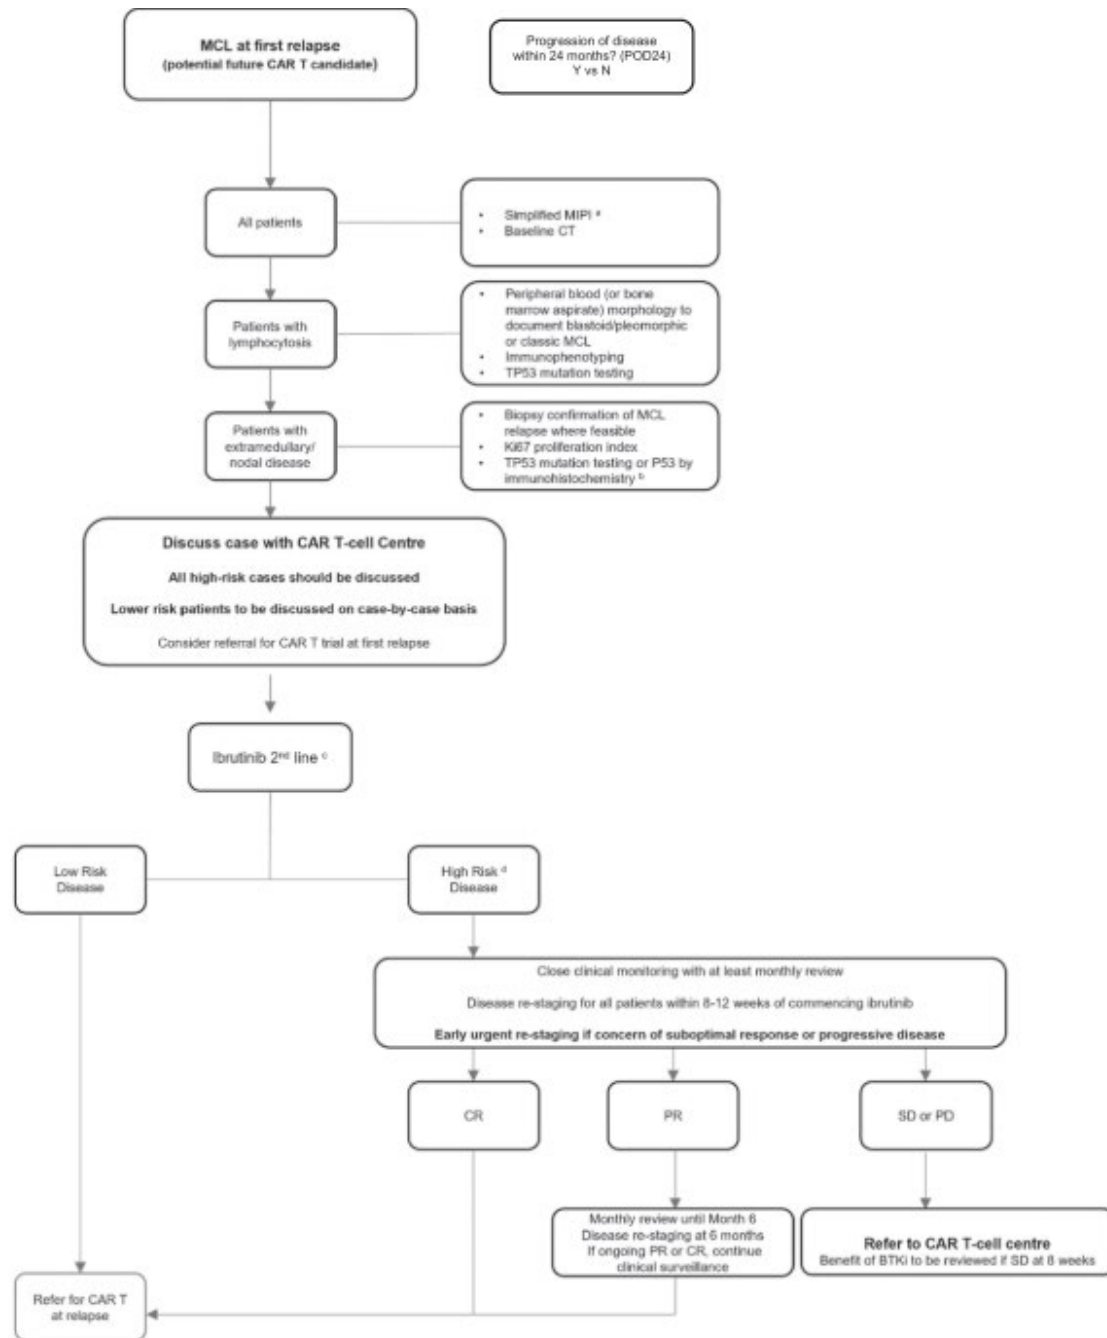 MCL at first relapse
(potential future CAR T candidate)
Progression of disease
within 24 months? (POD24)
Y vs N
All patients
• Simplified MIPI a
• Baseline CT
Patients with
lymphocytosis
• Peripheral blood (or bone
marrow aspirate) morphology to
document blastoid/pleomorphic
or classic MCL
• Immunophenotyping
• TP53 mutation testing
Patients with
extramedullary/
nodal disease
• Biopsy confirmation of MCL
relapse where feasible
• Ki67 proliferation index
• TP53 mutation testing or P53 by
immunohistochemistry b
Discuss case with CAR T-cell Centre
All high-risk cases should be discussed
Lower risk patients to be discussed on case-by-case basis
Consider referral for CAR T trial at first relapse
Ibrutinib 2nd line c
Low Risk
Disease
High Risk d
Disease
Close clinical monitoring with at least monthly review
Disease re-staging for all patients within 8-12 weeks of commencing ibrutinib
Early urgent re-staging if concern of suboptimal response or progressive disease
CR
PR
SD or PD
Monthly review until Month 6
Disease re-staging at 6 months
If ongoing PR or CR, continue
clinical surveillance
Refer to CAR T-cell centre
Benefit of BTKi to be reviewed if SD at 8 weeks
Refer for CAR T
at relapse